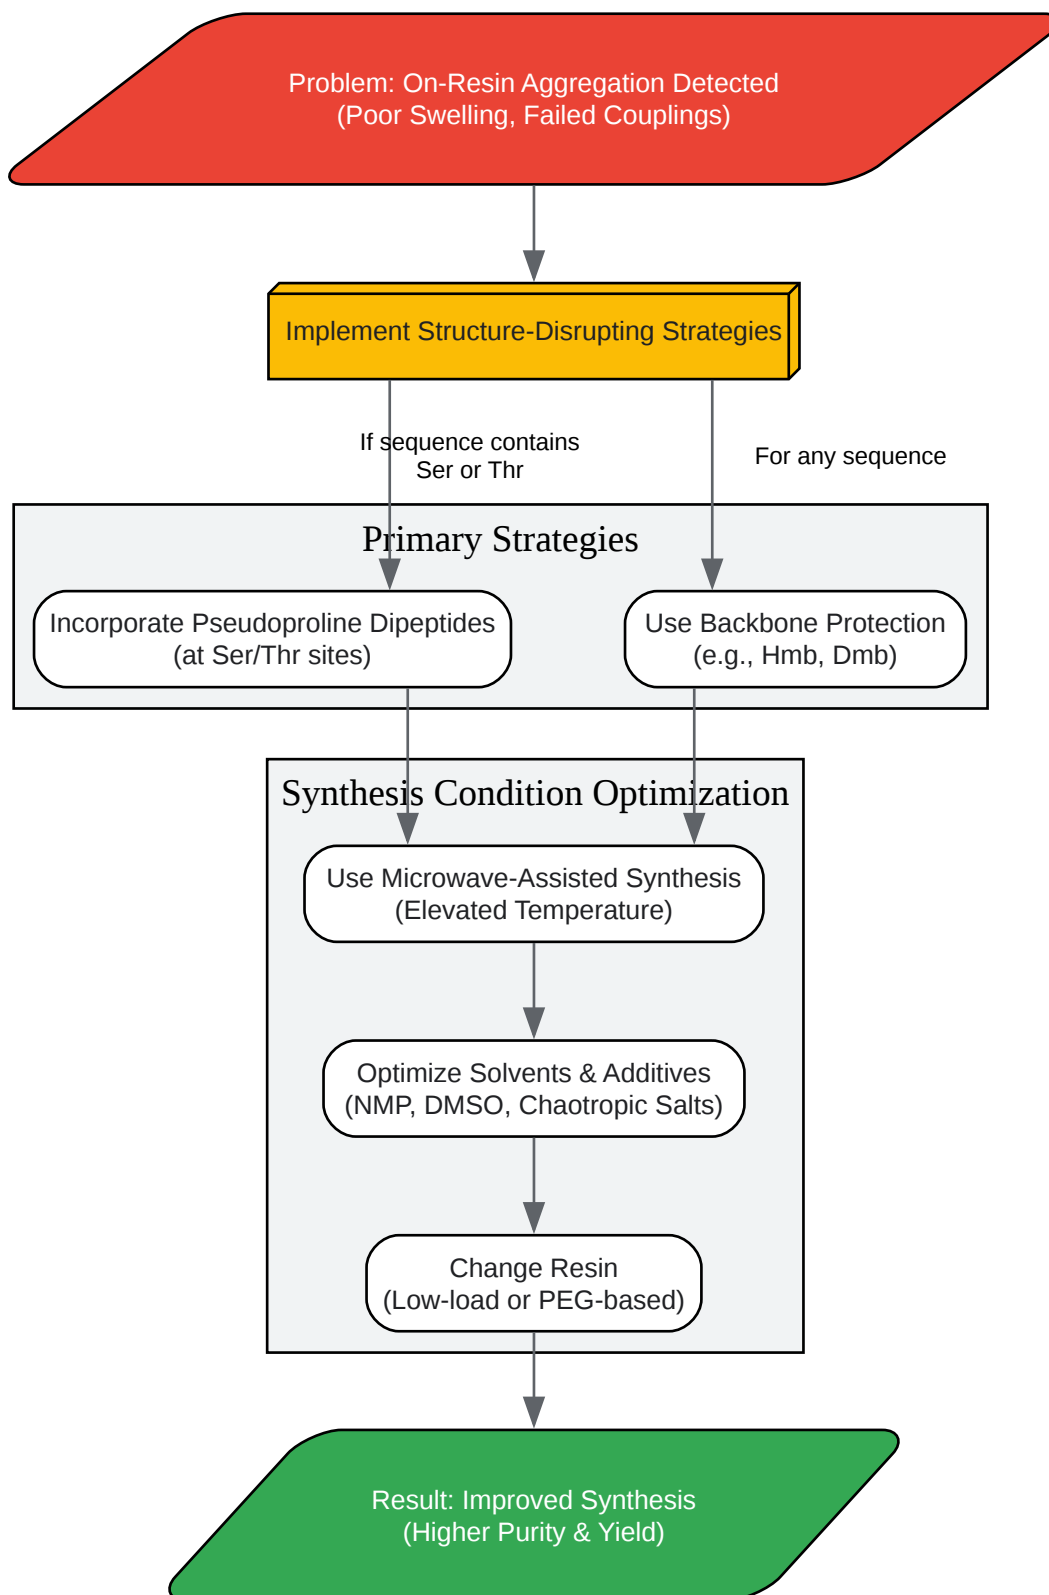 Problem: On-Resin Aggregation Detected
(Poor Swelling, Failed Couplings)
Implement Structure-Disrupting Strategies
If sequence contains
Ser or Thr
For any sequence
Primary Strategies
Incorporate Pseudoproline Dipeptides
(at Ser/Thr sites)
Use Backbone Protection
(e.g., Hmb, Dmb)
Synthesis Condition Optimization
Use Microwave-Assisted Synthesis
(Elevated Temperature)
Optimize Solvents & Additives
(NMP, DMSO, Chaotropic Salts)
Change Resin
(Low-load or PEG-based)
Result: Improved Synthesis
(Higher Purity & Yield)